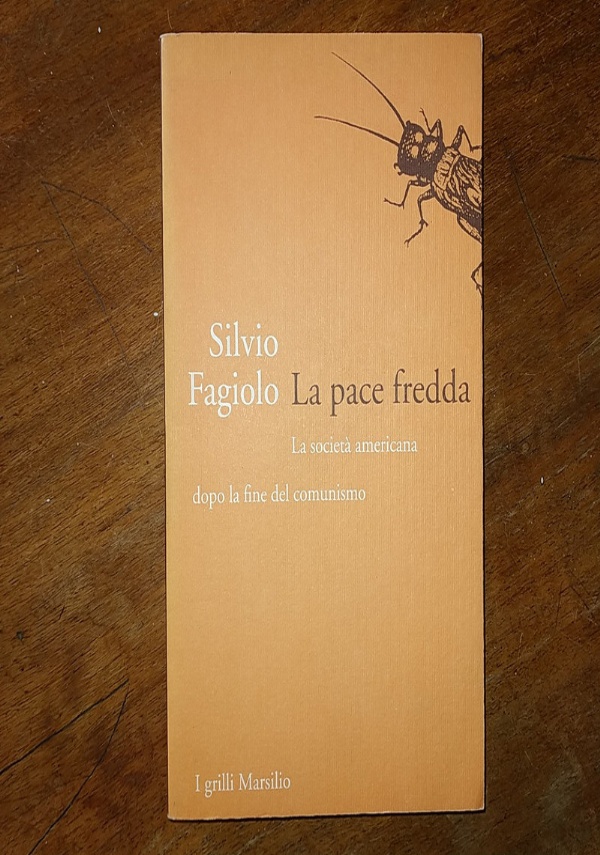 Silvio
Fagiolo La pace fredda
La società americana
dopo la fine del comunismo
I grilli Marsilio